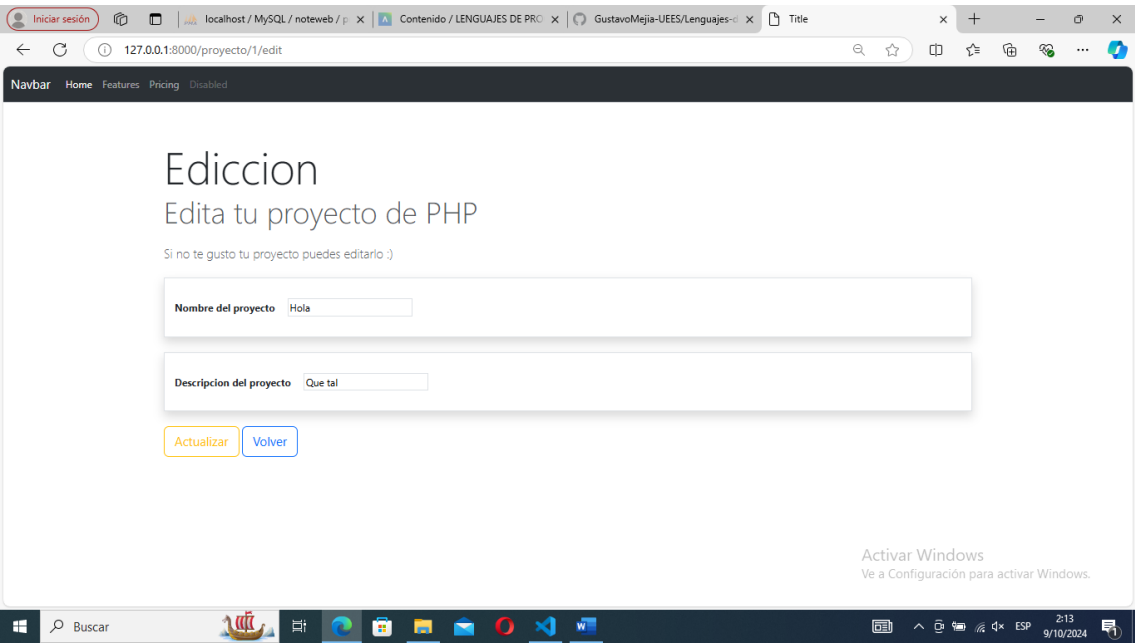 Iniciar sesión
localhost / MySQL / noteweb / p
Contenido / LENGUAJES DE PRO
GustavoMejia-UEES/Lenguajes-d
Title
127.0.0.1:8000/proyecto/1/edit
Navbar Home Features Pricing Disabled
Ediccion
Edita tu proyecto de PHP
Si no te gusto tu proyecto puedes editarlo :)
Nombre del proyecto Hola
Descripcion del proyecto Que tal
Actualizar Volver
Activar Windows
Ve a Configuración para activar Windows.
Buscar
ESP
2:13
9/10/2024
1